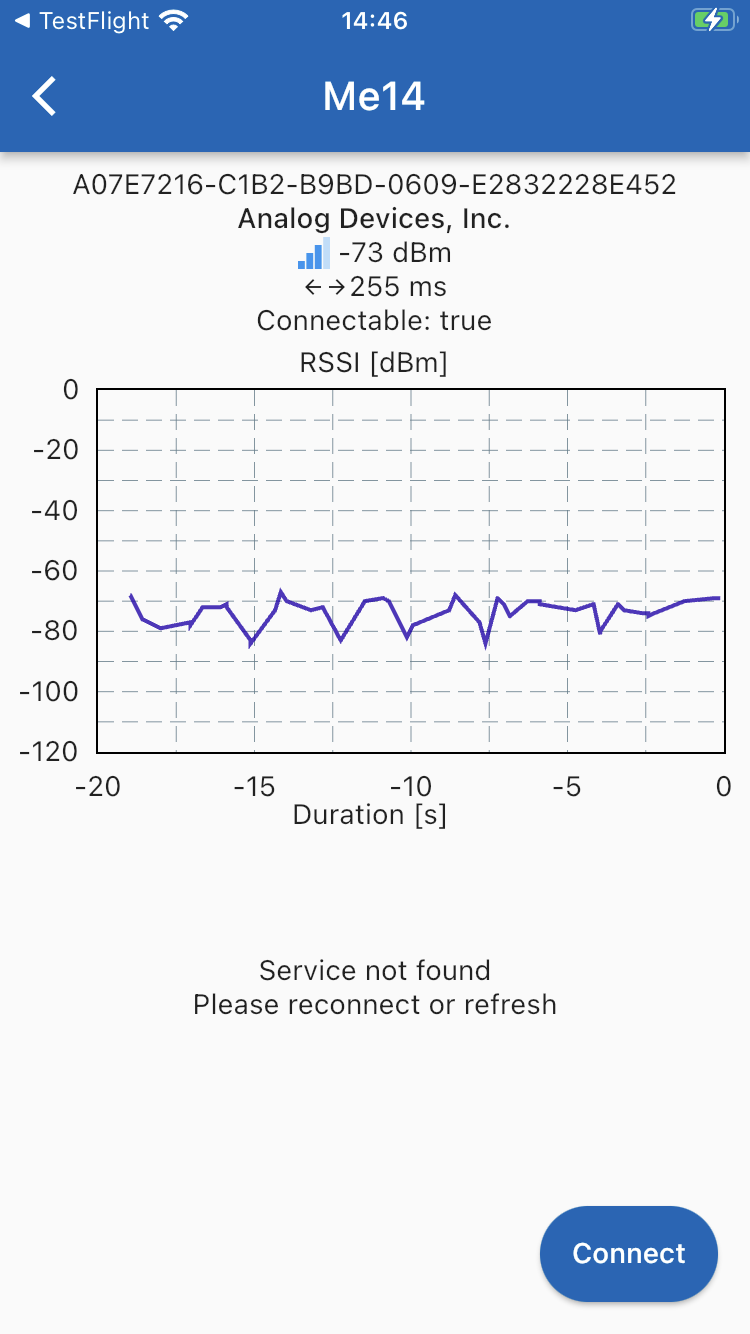 TestFlight 14:46
Me14
A07E7216-C1B2-B9BD-0609-E2832228E452
Analog Devices, Inc.
-73 dBm
←→255 ms
Connectable: true
RSSI [dBm]
0
-20
-40
-60
-80
-100
-120
-20 -15 -10 -5 0
Duration [s]
Service not found
Please reconnect or refresh
Connect